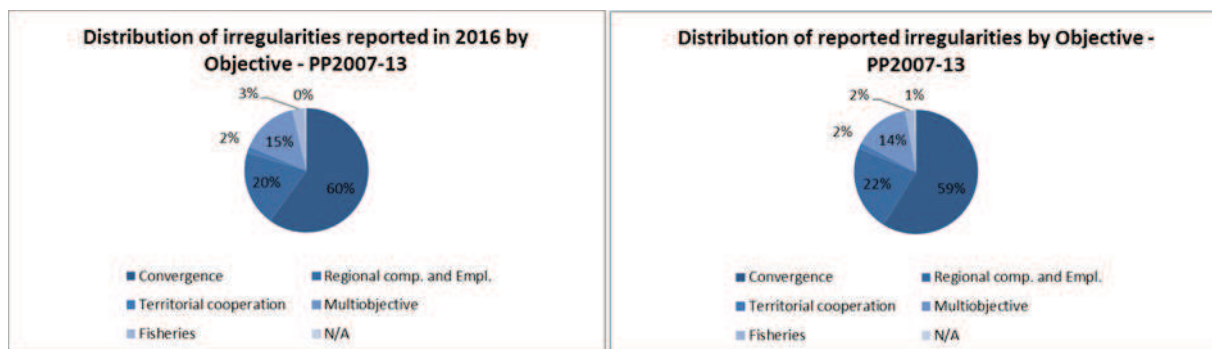 Distribution of irregularities reported in 2016 by
Objective - PP2007-13
3%
0%
2%
15%
20%
60%
Convergence
Regional comp. and Empl.
Territorial cooperation
Multiobjective
Fisheries
N/A
Distribution of reported irregularities by Objective -
PP2007-13
2%
1%
2%
14%
22%
59%
Convergence
Regional comp. and Empl.
Territorial cooperation
Multiobjective
Fisheries
N/A